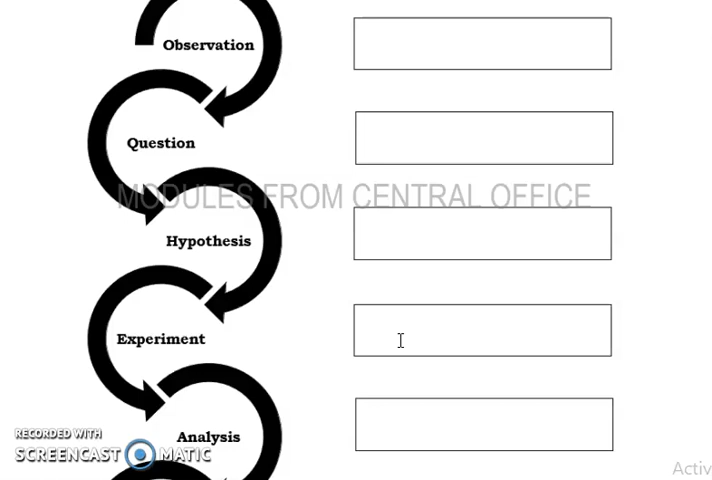 Observation
Question
MODULES FROM CENTRAL OFFICE
Hypothesis
Experiment
Analysis
RECORDED WITH
SCREENCAST MATIC
Activ